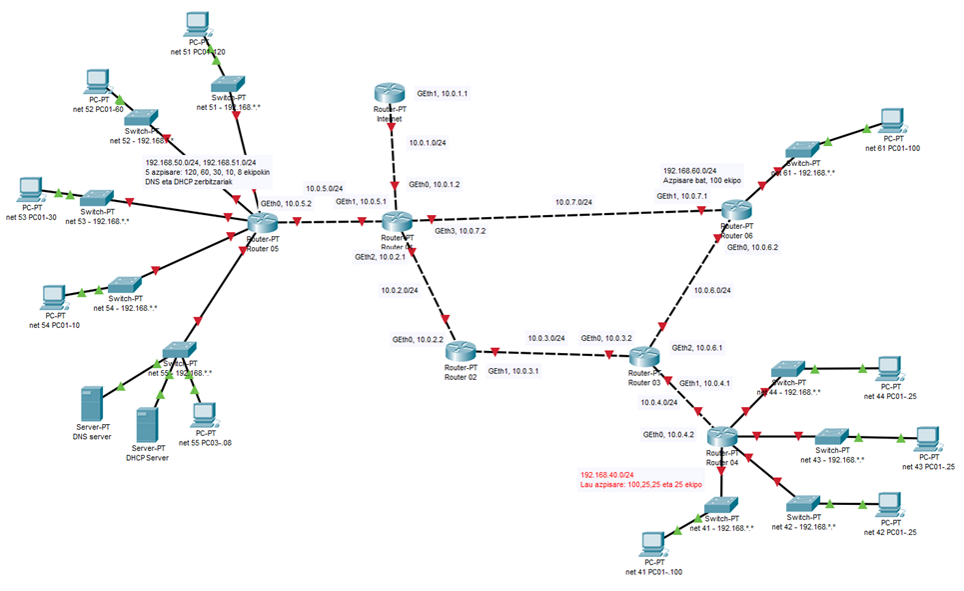 PC-PT
net 51 PC01-120
PC-PT
net 52 PC01-60
Switch-PT
net 51 - 192.168.*.*
Switch-PT
net 52 - 192.168.*.*
Router-PT
Internet
GEth1, 10.0.1.1
10.0.1.0/24
GEth0, 10.0.1.2
192.168.50.0/24, 192.168.51.0/24
5 azpisare: 120, 60, 30, 10, 8 ekipokin
DNS eta DHCP zerbitzariak
PC-PT
net 53 PC01-30
Switch-PT
net 53 - 192.168.*.*
10.0.5.0/24
GEth0, 10.0.5.2
GEth1, 10.0.5.1
Router-PT
Router 05
Router-PT
Router
GEth3, 10.0.7.2
GEth2, 10.0.2.1
10.0.7.0/24
192.168.60.0/24
Azpisare bat, 100 ekipo
GEth1, 10.0.7.1
PC-PT
net 61 PC01-100
Switch-PT
net 61 - 192.168.*.*
Router-PT
Router 06
GEth0, 10.0.6.2
10.0.6.0/24
PC-PT
net 54 PC01-10
Switch-PT
net 54 - 192.168.*.*
10.0.2.0/24
GEth0, 10.0.2.2
Router-PT
Router 02
10.0.3.0/24
GEth1, 10.0.3.1
GEth0, 10.0.3.2
Router-PT
Router 03
GEth2, 10.0.6.1
GEth1, 10.0.4.1
10.0.4.0/24
GEth0, 10.0.4.2
Router-PT
Router 04
Switch-PT
net 55 - 192.168.*.*
Server-PT
DNS server
Server-PT
DHCP Server
PC-PT
net 55 PC03-.08
Switch-PT
net 44 - 192.168.*.*
PC-PT
net 44 PC01-.25
Switch-PT
net 43 - 192.168.*.*
PC-PT
net 43 PC01-.25
192.168.40.0/24
Lau azpisare: 100,25,25 eta 25 ekipo
Switch-PT
net 41 - 192.168.*.*
Switch-PT
net 42 - 192.168.*.*
PC-PT
net 42 PC01-.25
PC-PT
net 41 PC01-.100